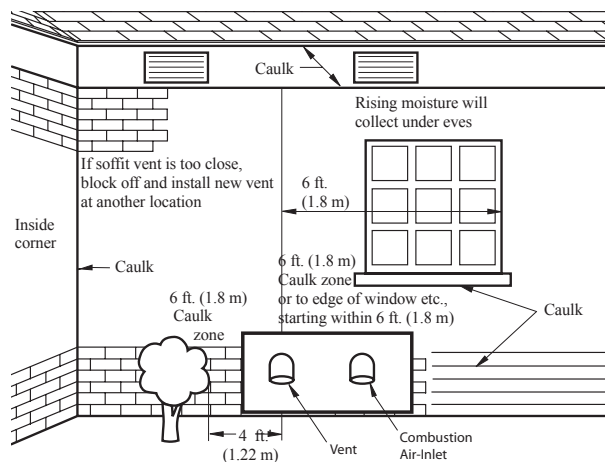 Caulk
Rising moisture will
collect under eves
If soffit vent is too close,
block off and install new vent
at another location
6 ft.
(1.8 m)
Inside
corner
Caulk
6 ft. (1.8 m)
Caulk zone
or to edge of window etc.,
starting within 6 ft. (1.8 m)
6 ft. (1.8 m)
Caulk
zone
Caulk
4 ft.
(1.22 m)
Vent
Combustion
Air-Inlet